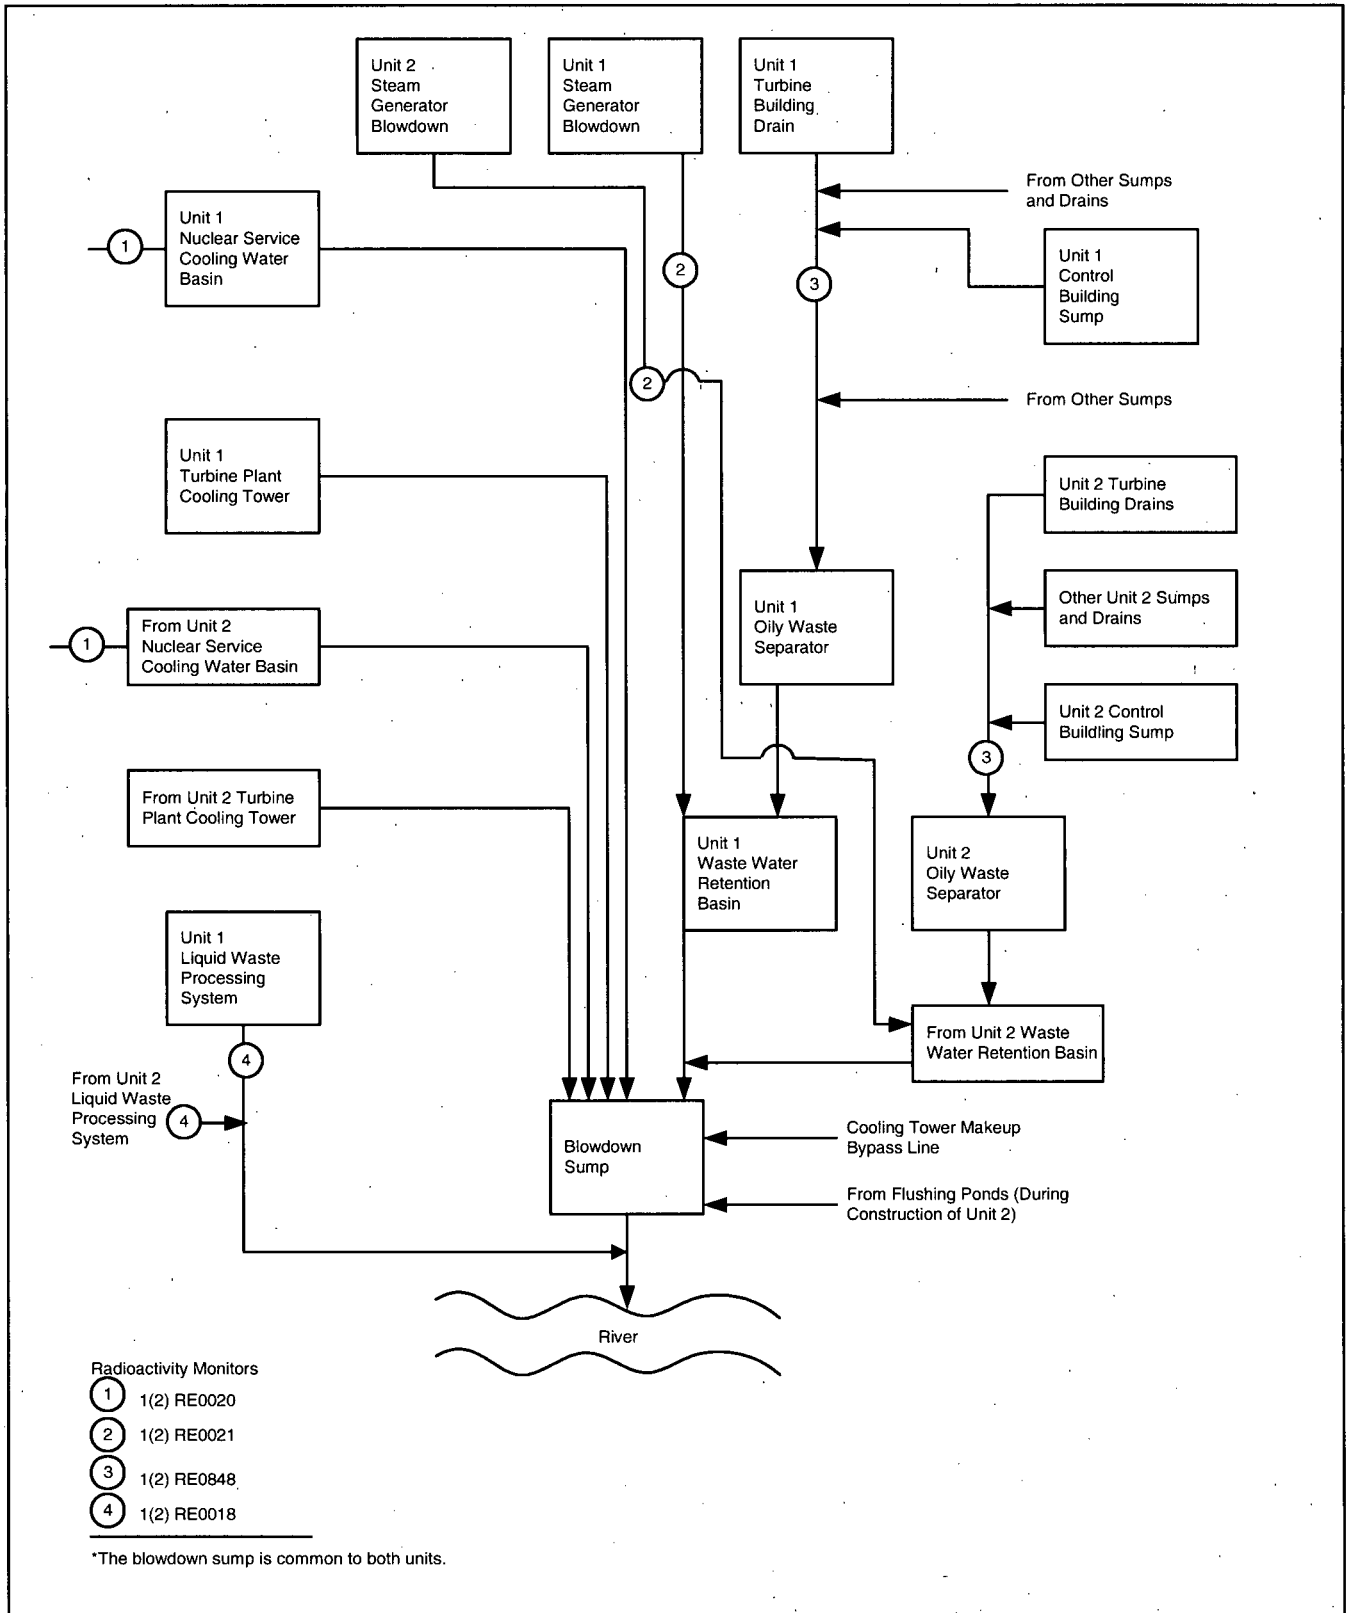 Unit 2
Steam
Generator
Blowdown
Unit 1
Steam
Generator
Blowdown
Unit 1
Turbine
Building
Drain
From Other Sumps
and Drains
1
Unit 1
Nuclear Service
Cooling Water
Basin
2
3
Unit 1
Control
Building
Sump
2
From Other Sumps
Unit 1
Turbine Plant
Cooling Tower
Unit 2 Turbine
Building Drains
1
From Unit 2
Nuclear Service
Cooling Water Basin
Unit 1
Oily Waste
Separator
Other Unit 2 Sumps
and Drains
Unit 2 Control
Buildling Sump
3
From Unit 2 Turbine
Plant Cooling Tower
Unit 1
Waste Water
Retention
Basin
Unit 2
Oily Waste
Separator
Unit 1
Liquid Waste
Processing
System
4
From Unit 2 Waste
Water Retention Basin
From Unit 2
Liquid Waste
Processing
System
4
Blowdown
Sump
Cooling Tower Makeup
Bypass Line
From Flushing Ponds (During
Construction of Unit 2)
River
Radioactivity Monitors
1 1(2) RE0020
2 1(2) RE0021
3 1(2) RE0848
4 1(2) RE0018
*The blowdown sump is common to both units.